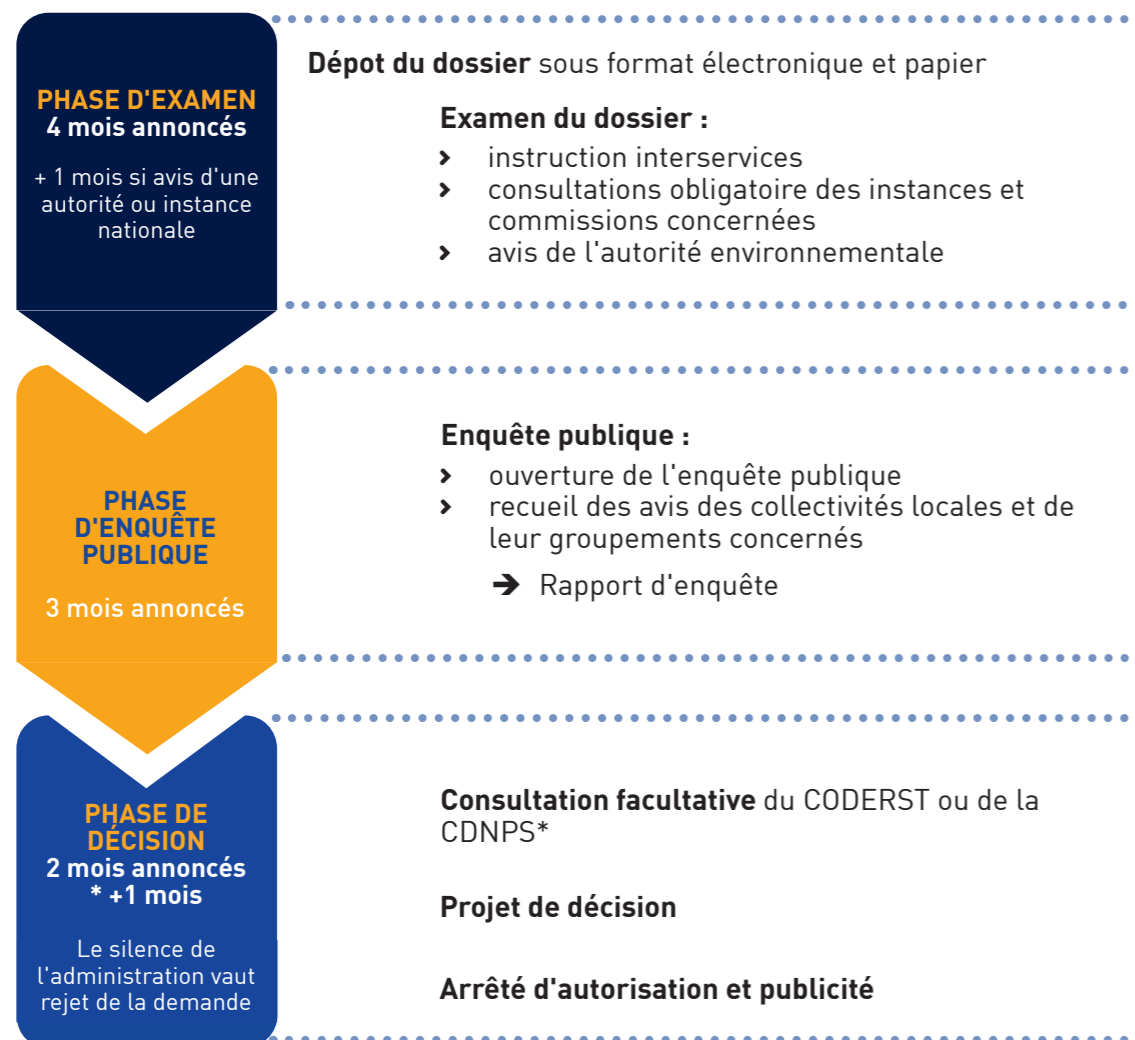 PHASE D'EXAMEN
4 mois annoncés
+ 1 mois si avis d'une
autorité ou instance
nationale
Dépot du dossier sous format électronique et papier
Examen du dossier :
› instruction interservices
› consultations obligatoire des instances et
commissions concernées
› avis de l'autorité environnementale
PHASE
D'ENQUÊTE
PUBLIQUE
3 mois annoncés
Enquête publique :
› ouverture de l'enquête publique
› recueil des avis des collectivités locales et de
leur groupements concernés
➔ Rapport d'enquête
PHASE DE
DÉCISION
2 mois annoncés
* +1 mois
Le silence de
l'administration vaut
rejet de la demande
Consultation facultative du CODERST ou de la
CDNPS*
Projet de décision
Arrêté d'autorisation et publicité